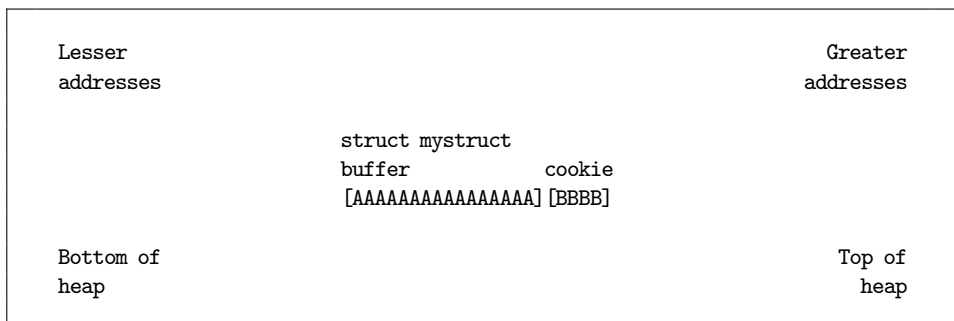 Lesser Greater
addresses addresses
struct mystruct
buffer cookie
[AAAAAAAAAAAAAAAA][BBBB]
Bottom of Top of
heap heap